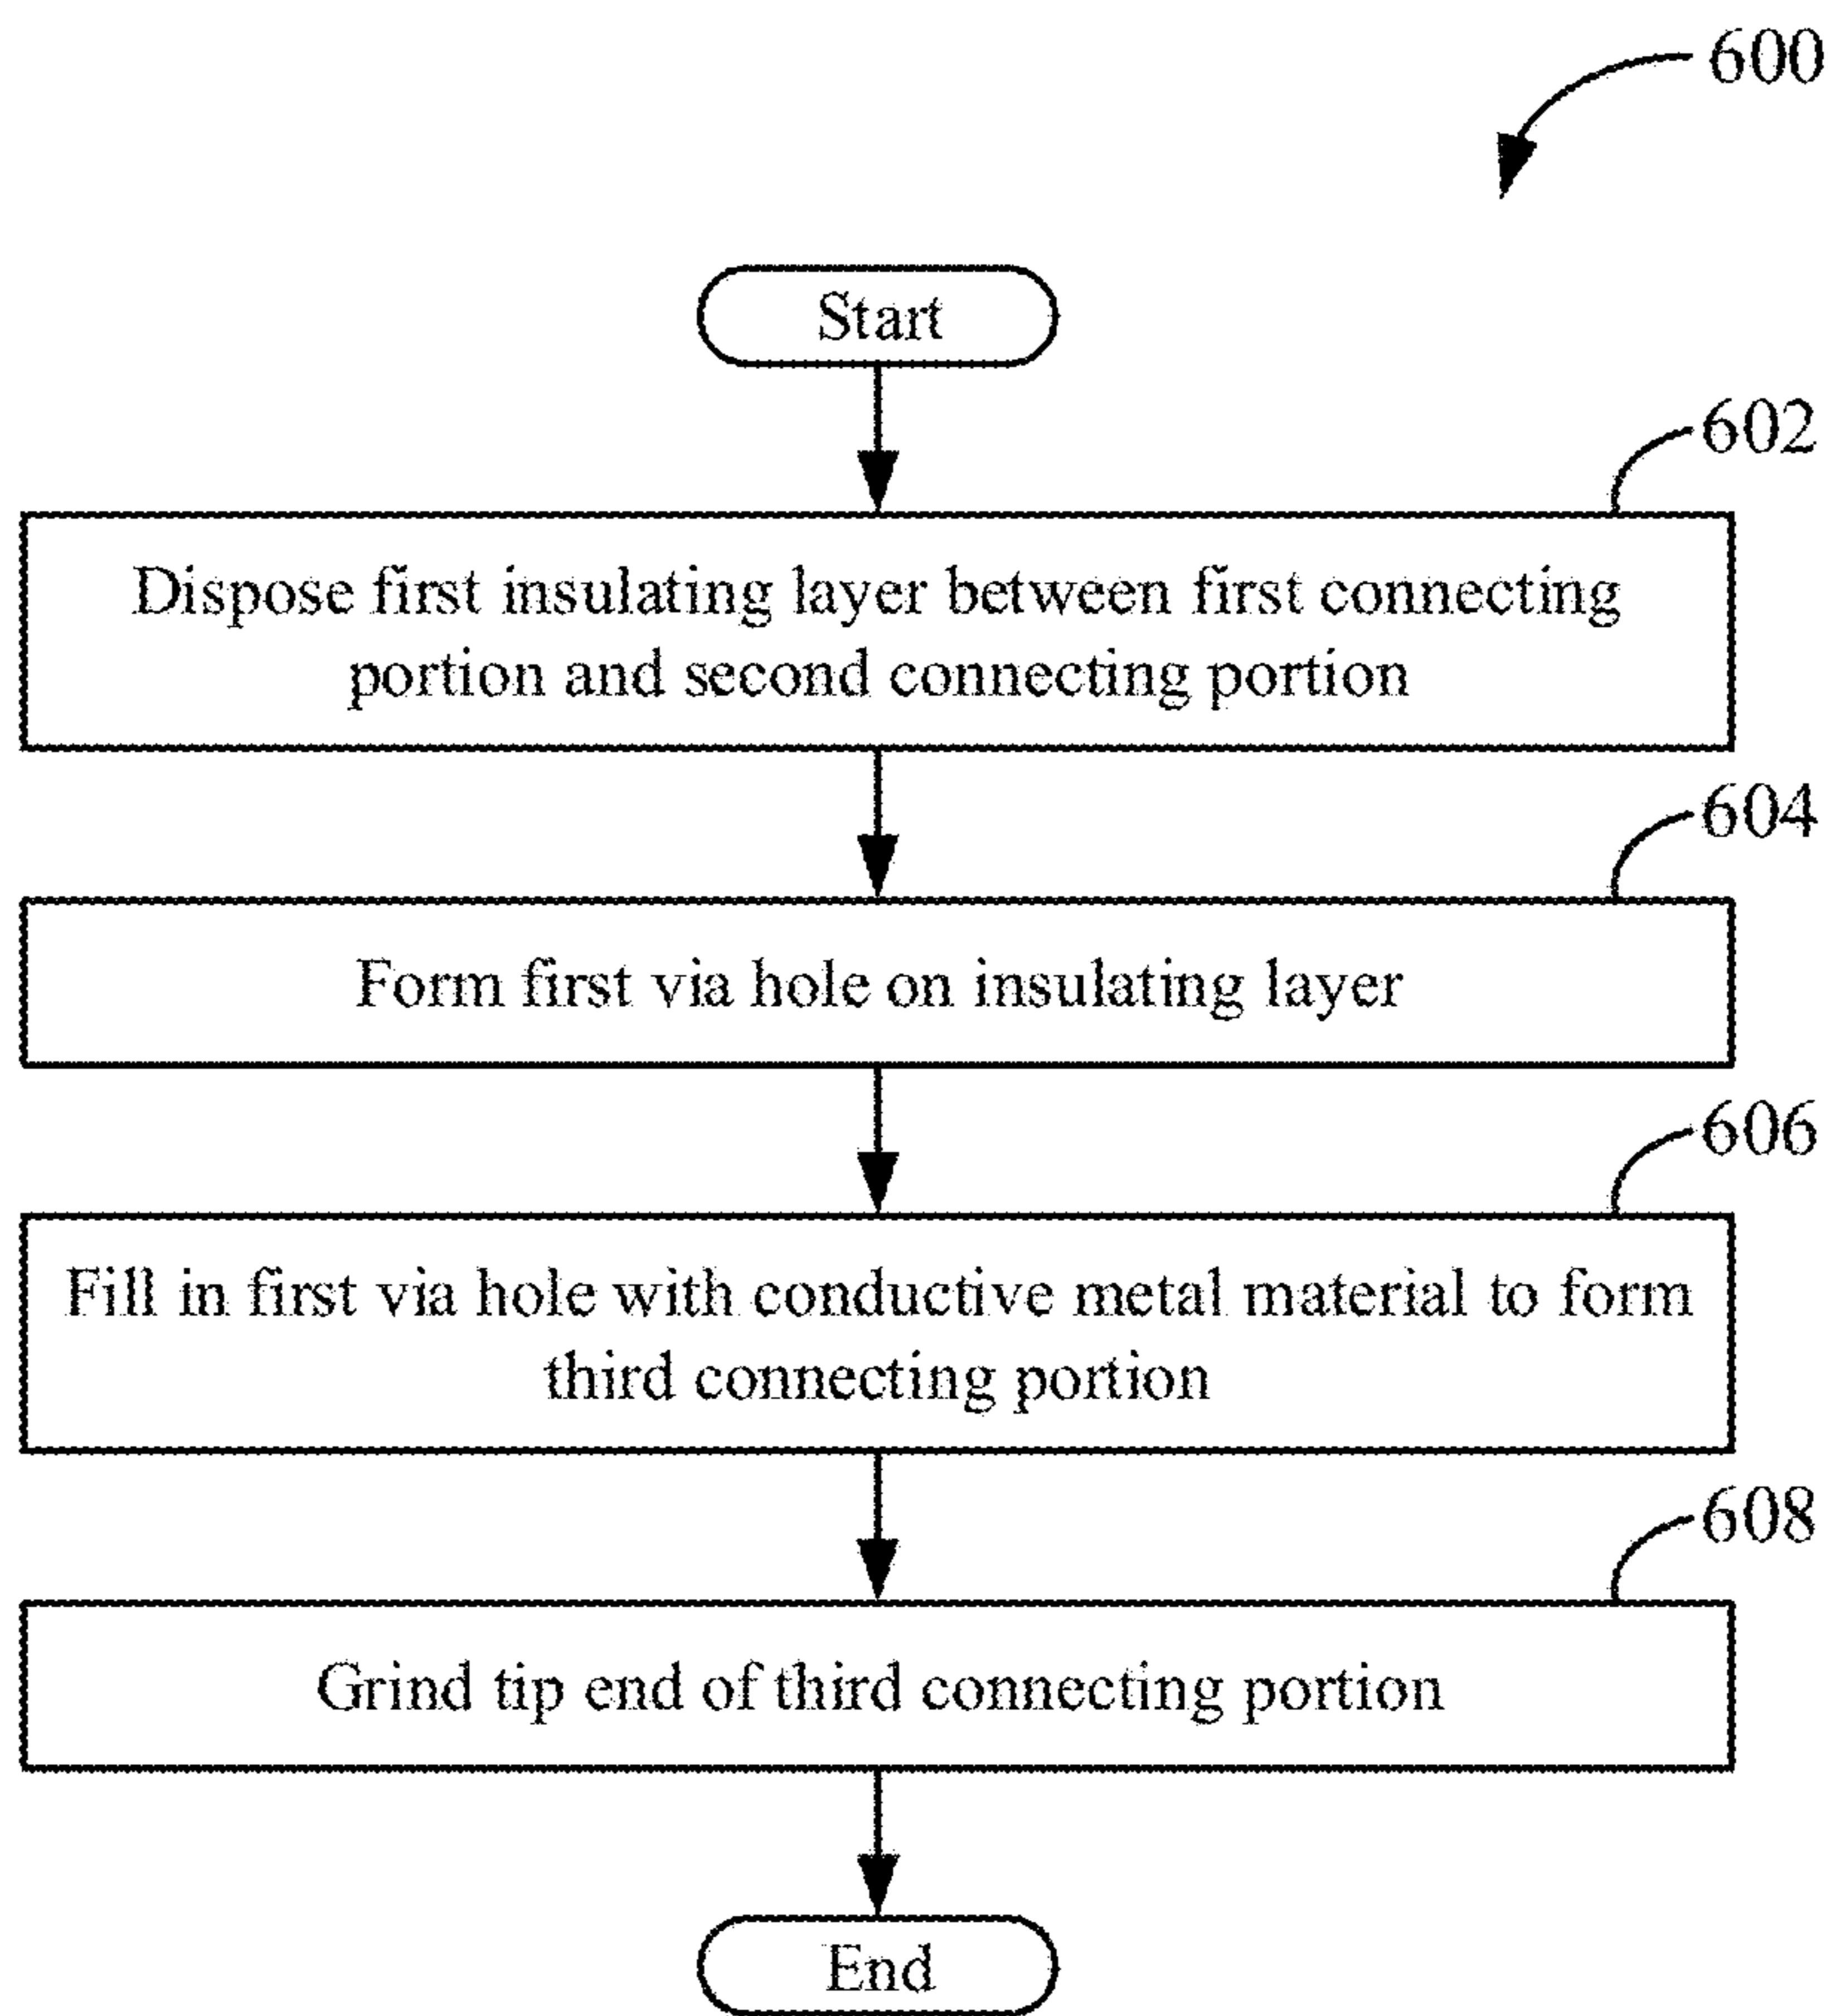 600
Start
602
Dispose first insulating layer between first connecting
portion and second connecting portion
604
Form first via hole on insulating layer
606
Fill in first via hole with conductive metal material to form
third connecting portion
608
Grind tip end of third connecting portion
End